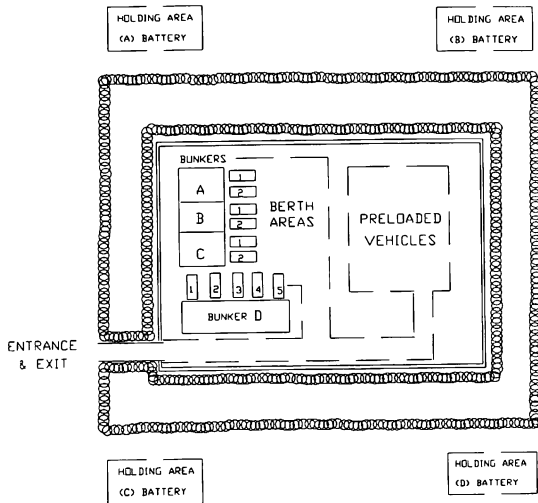 HOLDING AREA
(A) BATTERY
HOLDING AREA
(B) BATTERY
BUNKERS
A
1
2
B
1
2
C
1
2
BERTH
AREAS
PRELOADED
VEHICLES
1
2
3
4
5
BUNKER D
ENTRANCE
& EXIT
HOLDING AREA
(C) BATTERY
HOLDING AREA
(D) BATTERY